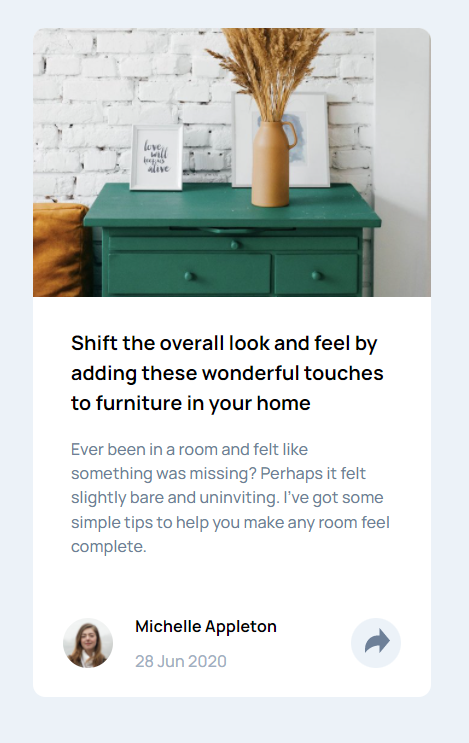 love
will
keep us
alive
Shift the overall look and feel by
adding these wonderful touches
to furniture in your home
Ever been in a room and felt like
something was missing? Perhaps it felt
slightly bare and uninviting. I've got some
simple tips to help you make any room feel
complete.
Michelle Appleton
28 Jun 2020